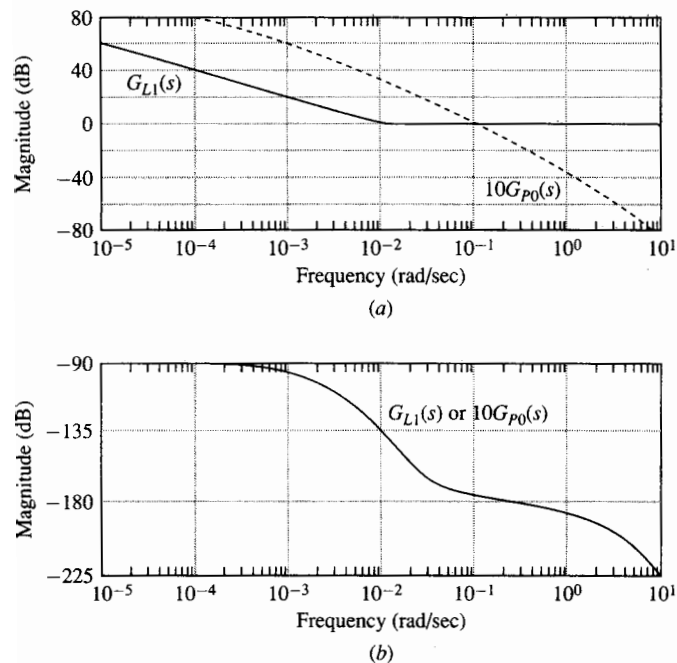 80
40
0
−40
−80
Magnitude (dB)
G_{L1}(s)
10G_{P0}(s)
10^{−5} 10^{−4} 10^{−3} 10^{−2} 10^{−1} 10^{0} 10^{1}
Frequency (rad/sec)
(a)
−90
−135
−180
−225
Magnitude (dB)
G_{L1}(s) or 10G_{P0}(s)
10^{−5} 10^{−4} 10^{−3} 10^{−2} 10^{−1} 10^{0} 10^{1}
Frequency (rad/sec)
(b)